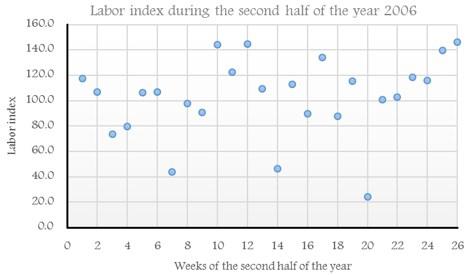 Labor index during the second half of the year 2006
160.0
140.0
120.0
100.0
80.0
60.0
40.0
20.0
0.0
Labor index
0 2 4 6 8 10 12 14 16 18 20 22 24 26
Weeks of the second half of the year